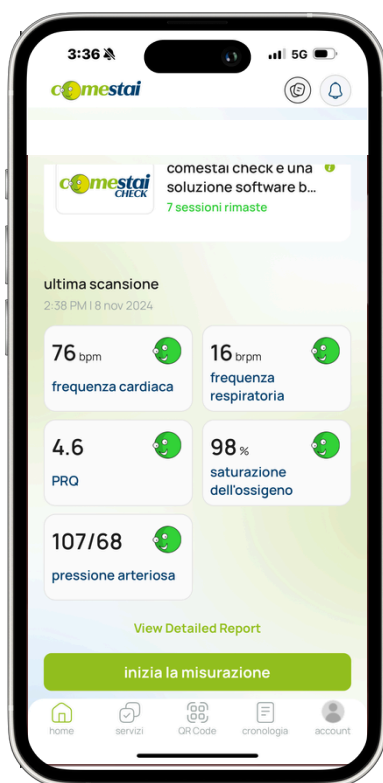 3:36
5G
comestai
comestai
CHECK
comestai check è una
soluzione software b...
7 sessioni rimaste
ultima scansione
2:38 PM | 8 nov 2024
76 bpm
frequenza cardiaca
16 brpm
frequenza
respiratoria
4.6
PRQ
98 %
saturazione
dell'ossigeno
107/68
pressione arteriosa
View Detailed Report
inizia la misurazione
home
servizi
QR Code
cronologia
account